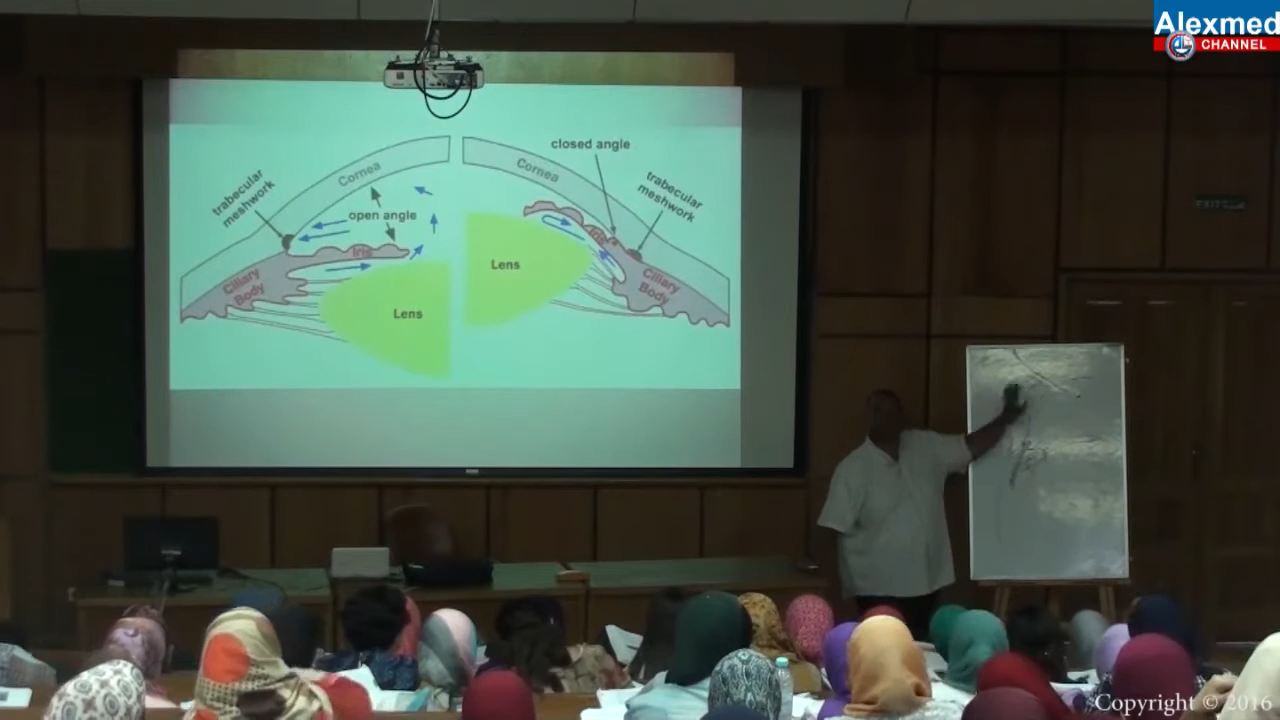 Alexmed
CHANNEL
closed angle
Cornea
Cornea
trabecular
meshwork
trabecular
meshwork
open angle
Iris
Iris
Ciliary
Body
Lens
Lens
Ciliary
Body
EXIT
Copyright © 2016